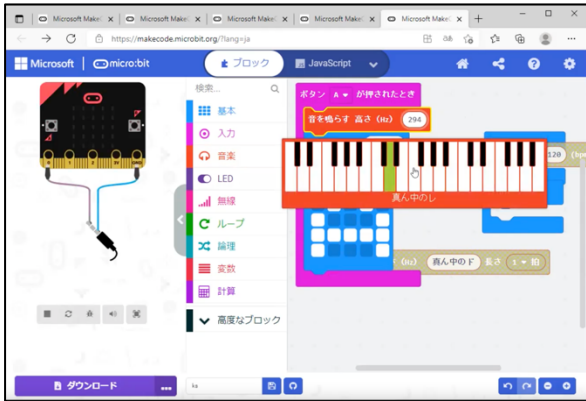 Microsoft Make
Microsoft Make
Microsoft Make
Microsoft Make
Microsoft Make
https://makecode.microbit.org/?lang=ja
Microsoft
micro:bit
ブロック
JavaScript
検索...
基本
入力
音楽
LED
無線
ループ
論理
変数
計算
高度なブロック
ボタン A が押されたとき
音を鳴らす 高さ (Hz) 294
120 (bpm
真ん中のレ
(Hz) 真ん中のド 長さ 1 拍
ダウンロード